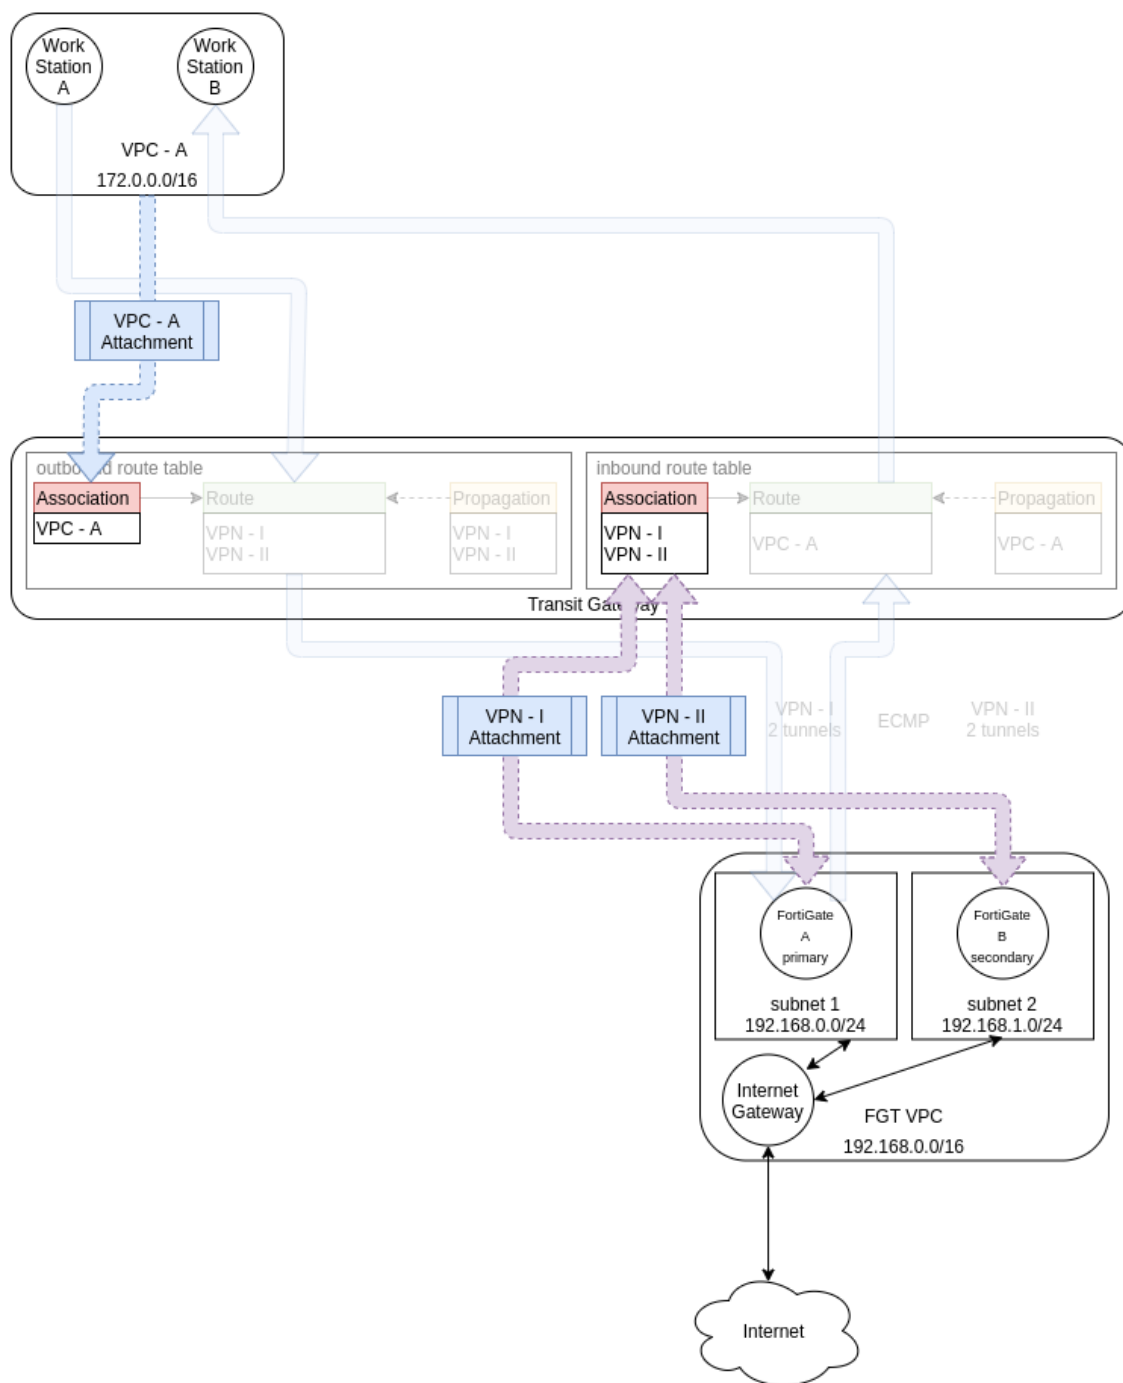 Work
Station
A
Work
Station
B
VPC - A
172.0.0.0/16
VPC - A
Attachment
outbound route table
Association
VPC - A
Route
VPN - I
VPN - II
Propagation
VPN - I
VPN - II
inbound route table
Association
VPN - I
VPN - II
Route
VPC - A
Propagation
VPC - A
Transit Gateway
VPN - I
Attachment
VPN - II
Attachment
VPN - I
2 tunnels
ECMP
VPN - II
2 tunnels
FortiGate
A
primary
subnet 1
192.168.0.0/24
FortiGate
B
secondary
subnet 2
192.168.1.0/24
Internet
Gateway
FGT VPC
192.168.0.0/16
Internet